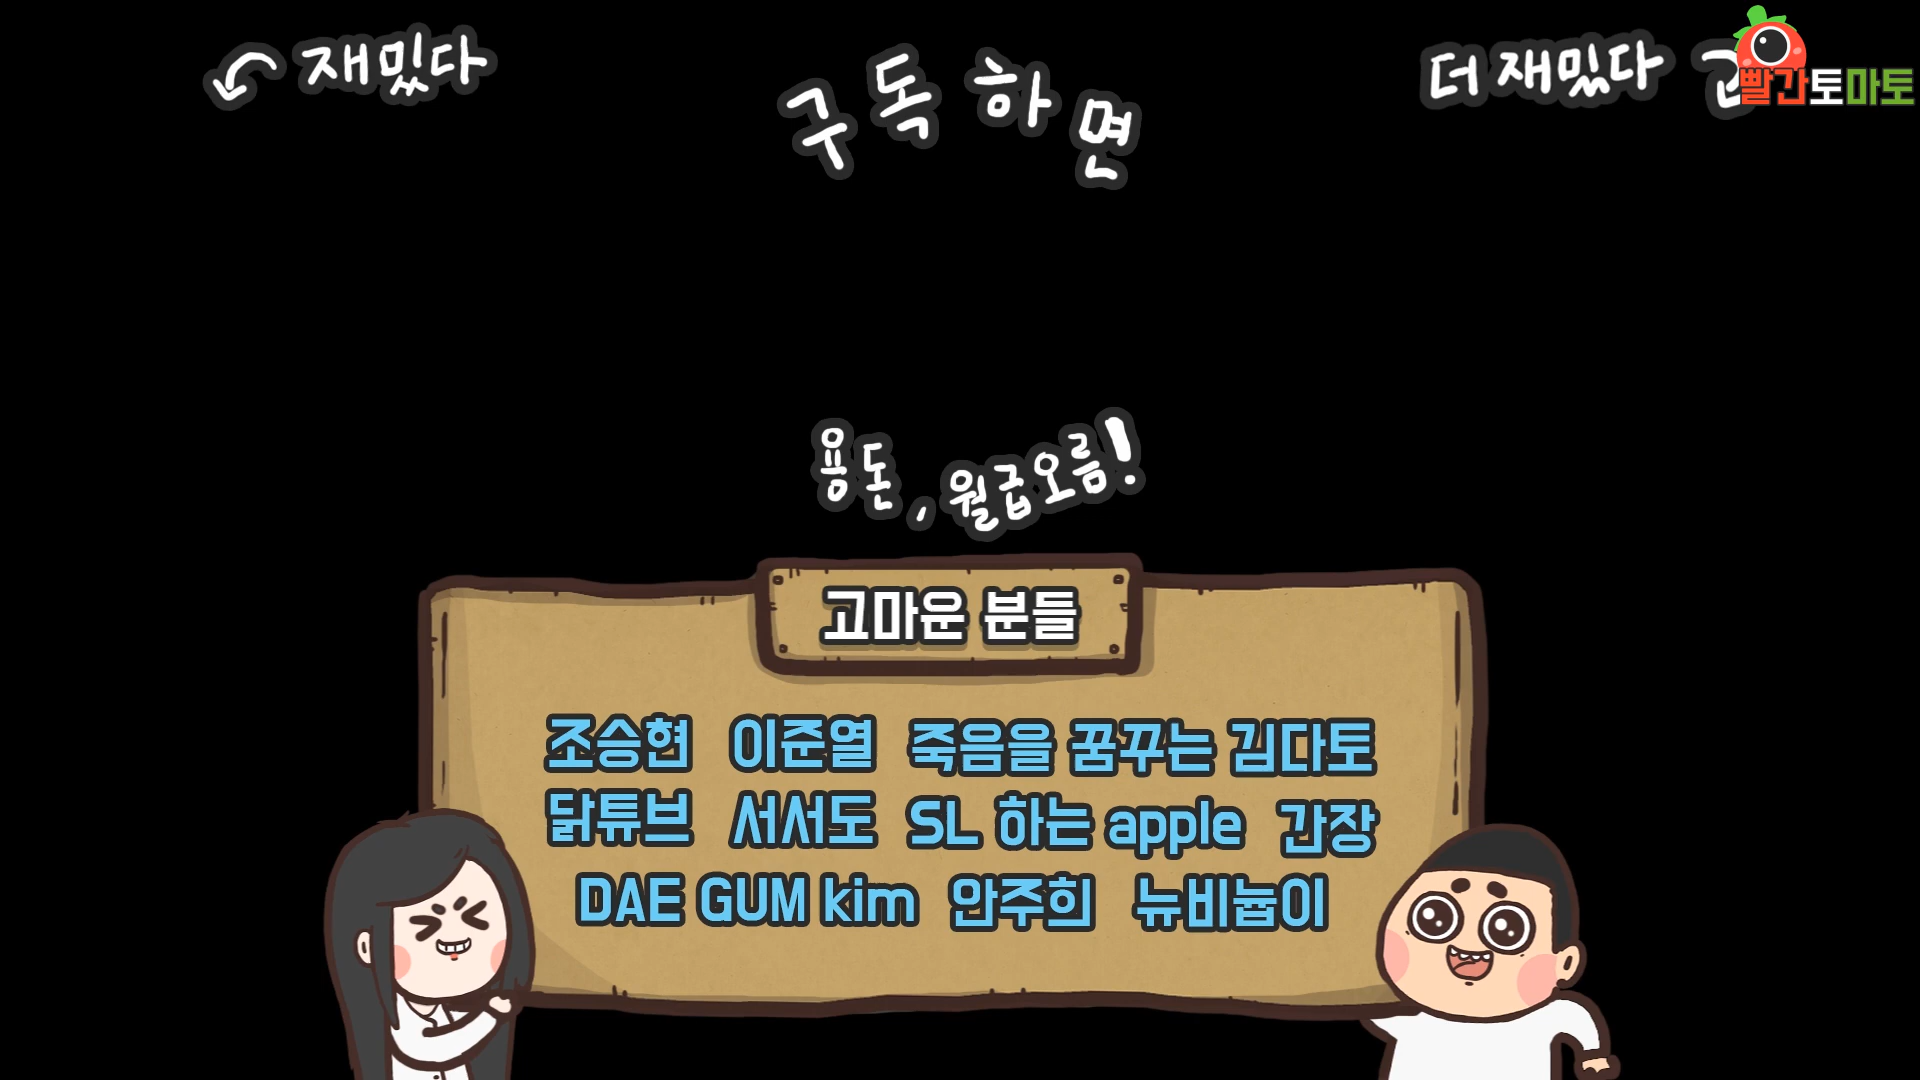 재밌다
구독하면
더 재밌다
빨간토마토
용돈, 월급오름!
고마운 분들
조승현 이준열 죽음을 꿈꾸는 김다토
닭튜브 서서도 SL 하는 apple 간장
DAE GUM kim 안주희 뉴비늅이